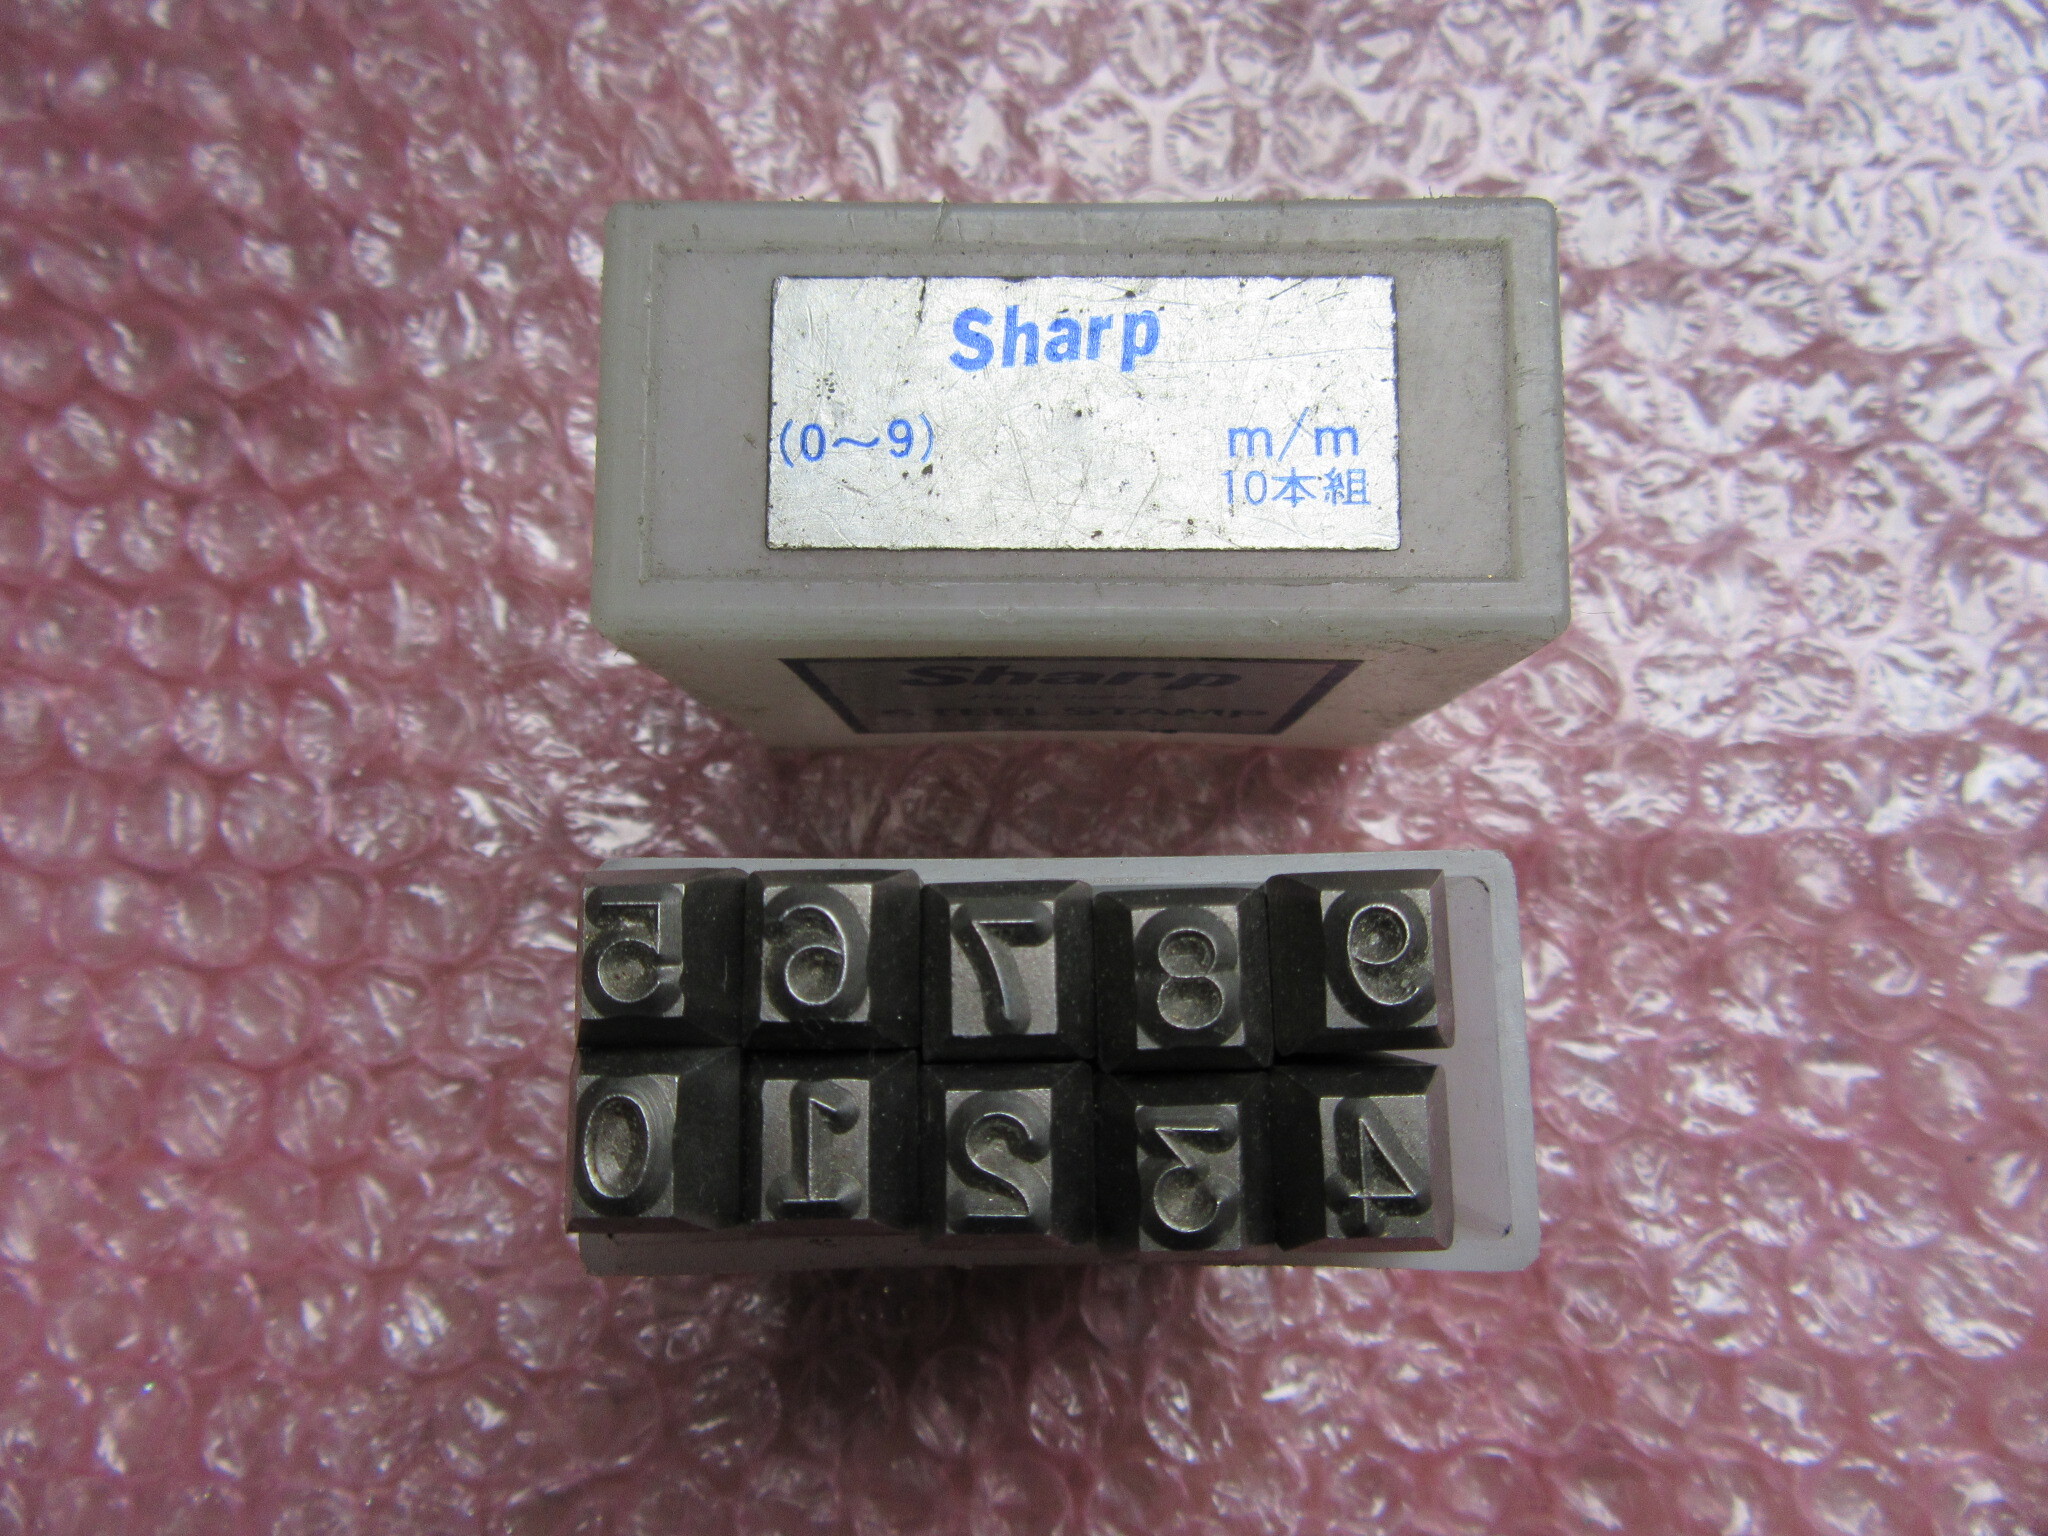 Sharp
(0～9)
m/m
10本組
Sharp
STEEL STAMP
5 6 7 8 9
0 1 2 3 4